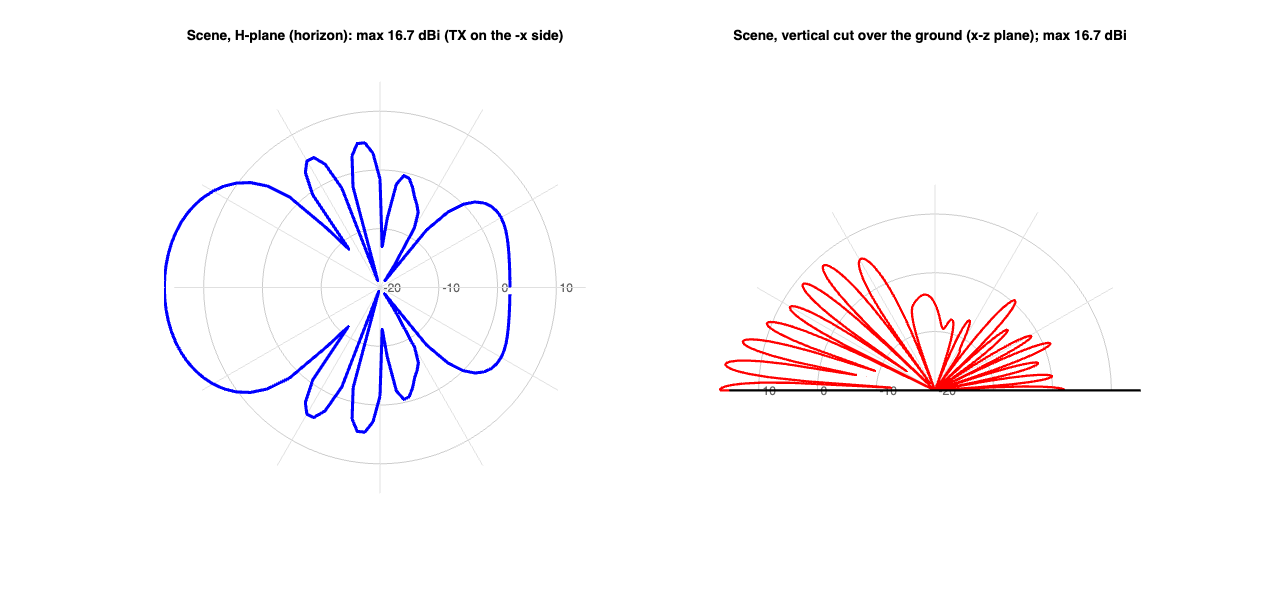 Scene, H-plane (horizon): max 16.7 dBi (TX on the -x side)
Scene, vertical cut over the ground (x-z plane); max 16.7 dBi
-20 -10 0 10
10 0 -10 -20